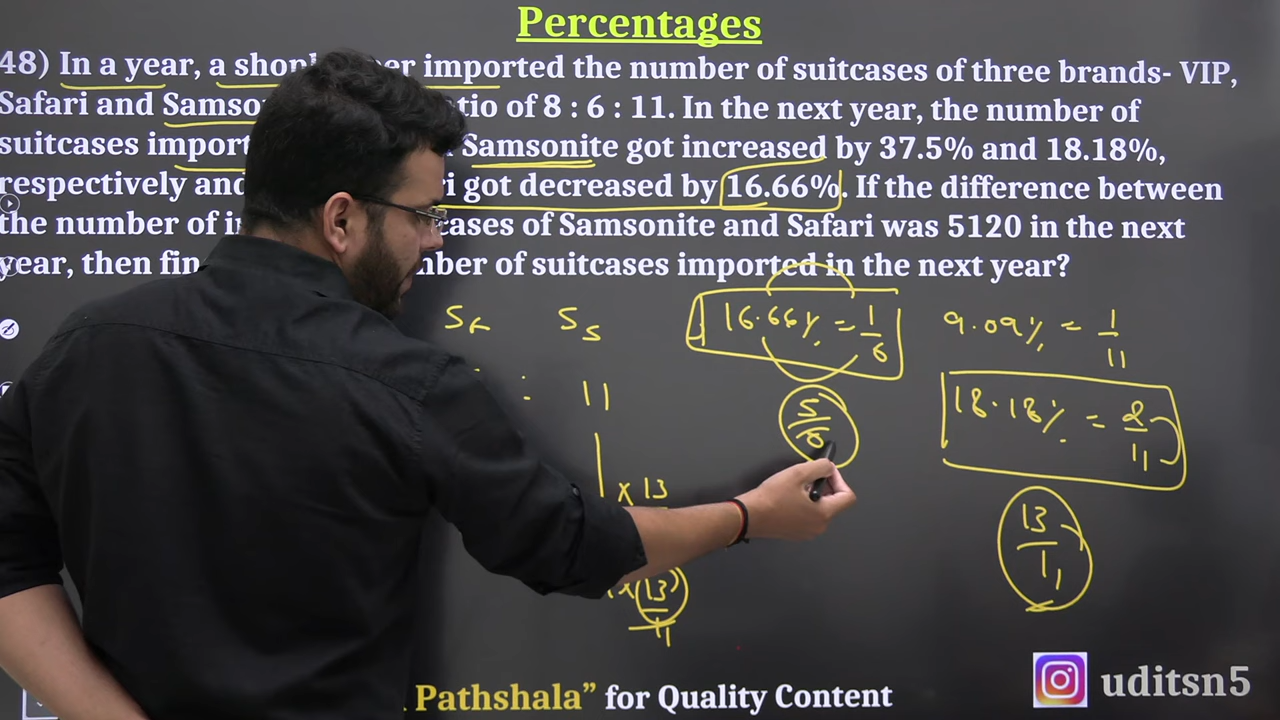 Percentages
48) In a year, a shop er imported the number of suitcases of three brands- VIP,
Safari and Samso tio of 8 : 6 : 11. In the next year, the number of
suitcases import Samsonite got increased by 37.5% and 18.18%,
respectively and ri got decreased by 16.66%. If the difference between
the number of i cases of Samsonite and Safari was 5120 in the next
year, then fin mber of suitcases imported in the next year?
Sf Ss 16.66% = 1/6 9.09% = 1/11
: 11 18.18% = 2/11
5/6
x 13 13/11
x 13/11
Pathshala” for Quality Content
uditsn5